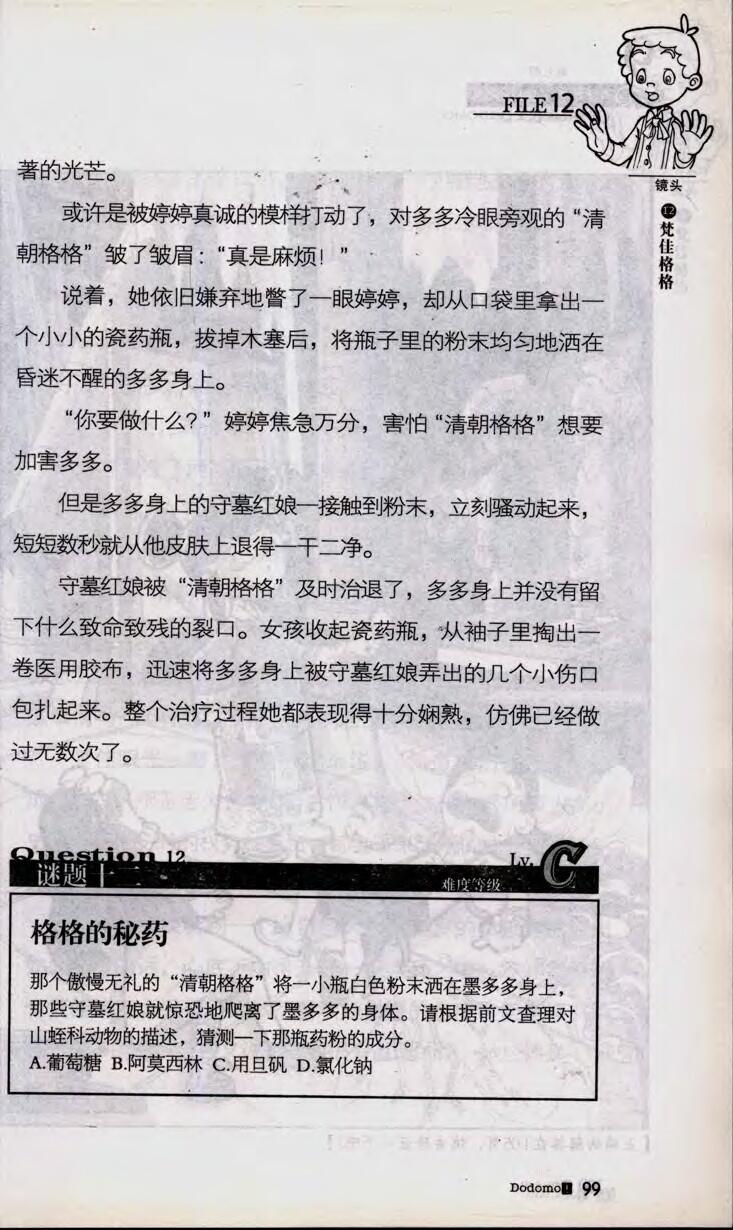 FILE 12
镜头
⑫梵佳格格
著的光芒。
或许是被婷婷真诚的模样打动了，对多多冷眼旁观的“清
朝格格”皱了皱眉：“真是麻烦！”
说着，她依旧嫌弃地瞥了一眼婷婷，却从口袋里拿出一
个小小的瓷药瓶，拔掉木塞后，将瓶子里的粉末均匀地洒在
昏迷不醒的多多身上。
“你要做什么？”婷婷焦急万分，害怕“清朝格格”想要
加害多多。
但是多多身上的守墓红娘一接触到粉末，立刻骚动起来，
短短数秒就从他皮肤上退得一干二净。
守墓红娘被“清朝格格”及时治退了，多多身上并没有留
下什么致命致残的裂口。女孩收起瓷药瓶，从袖子里掏出一
卷医用胶布，迅速将多多身上被守墓红娘弄出的几个小伤口
包扎起来。整个治疗过程她都表现得十分娴熟，仿佛已经做
过无数次了。
Question 12
谜题十二
Lv. C
难度等级
格格的秘药
那个傲慢无礼的“清朝格格”将一小瓶白色粉末洒在墨多多身上，
那些守墓红娘就惊恐地爬离了墨多多的身体。请根据前文查理对
山蛭科动物的描述，猜测一下那瓶药粉的成分。
A.葡萄糖 B.阿莫西林 C.用旦矾 D.氯化钠
Dodomo 99